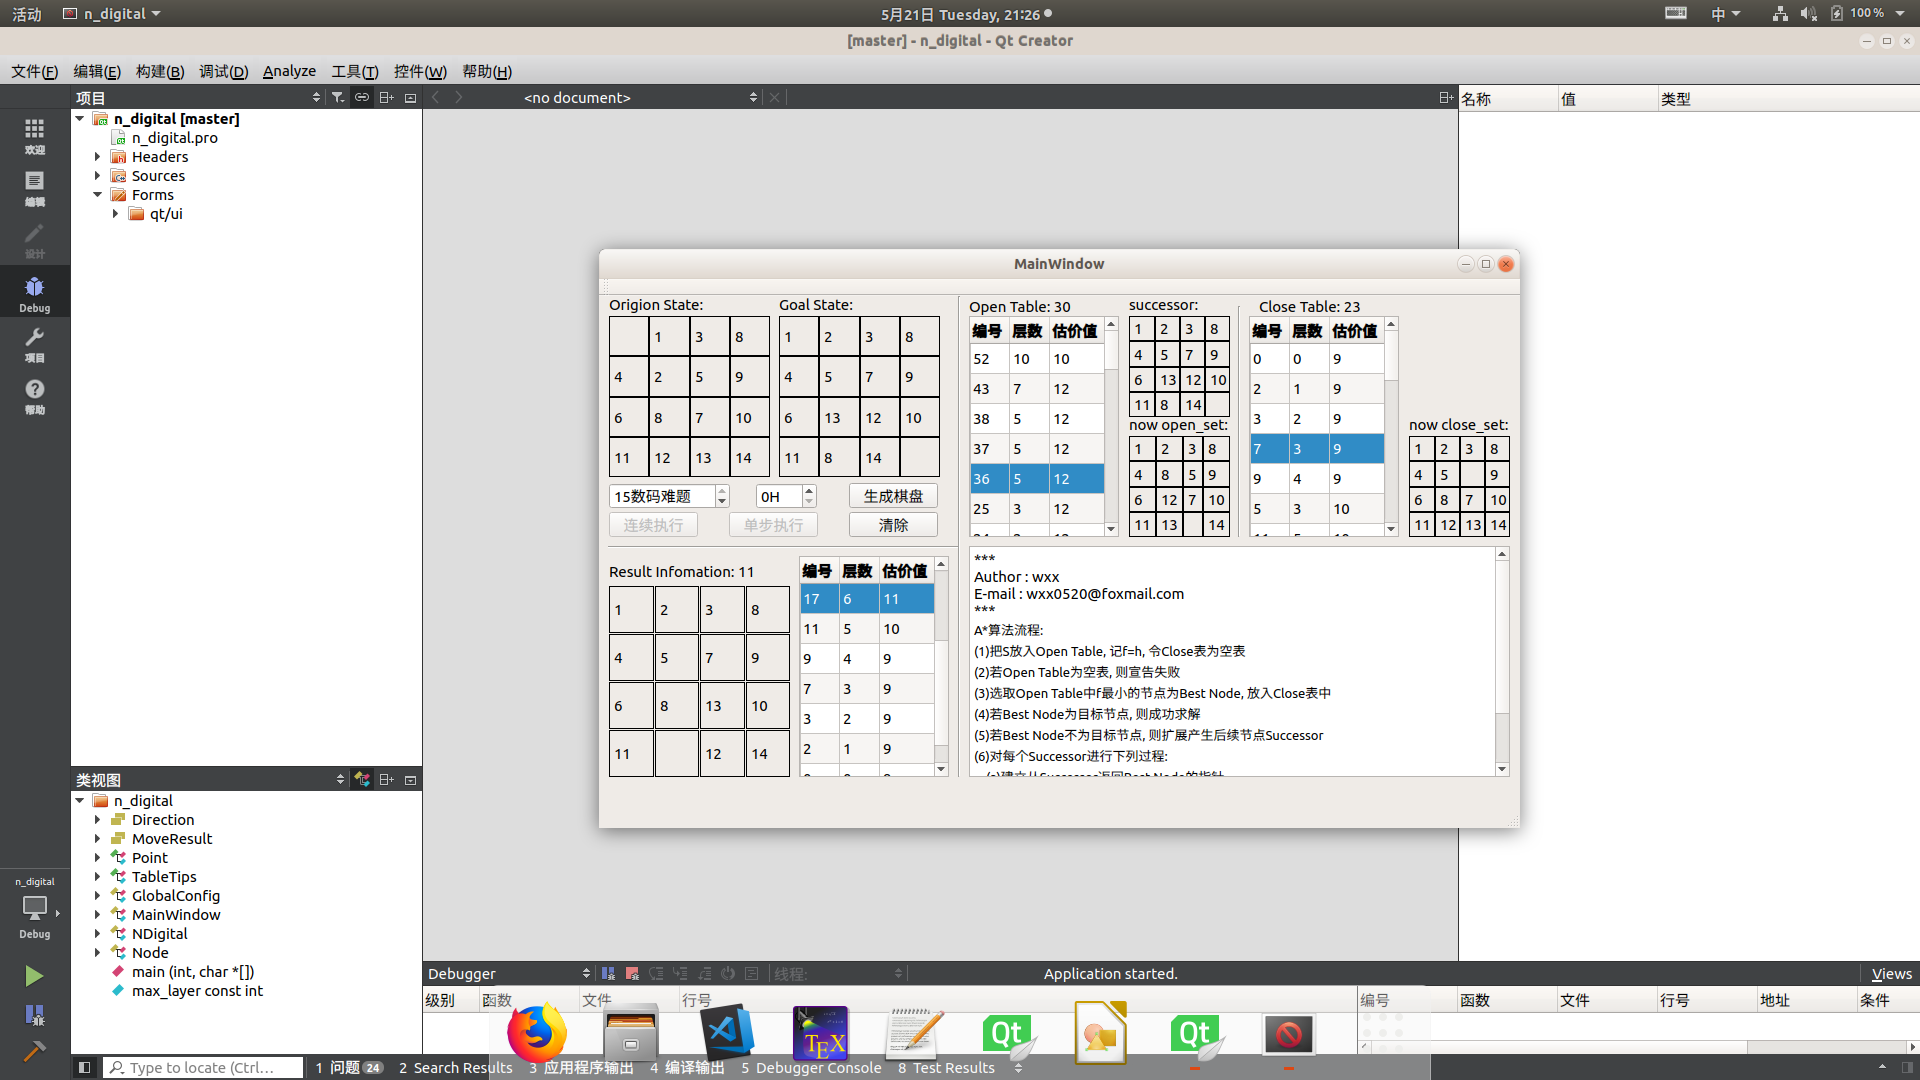 活动 n_digital 5月21日 Tuesday, 21:26 中 100 %
[master] - n_digital - Qt Creator
文件(F) 编辑(E) 构建(B) 调试(D) Analyze 工具(T) 控件(W) 帮助(H)
项目 <no document> 名称 值 类型
欢迎
编辑
设计
Debug
项目
帮助
n_digital
Debug
n_digital [master]
n_digital.pro
Headers
Sources
Forms
qt/ui
类视图
n_digital
Direction
MoveResult
Point
TableTips
GlobalConfig
MainWindow
NDigital
Node
main (int, char *[])
max_layer const int
MainWindow
Origion State:
1 3 8
4 2 5 9
6 8 7 10
11 12 13 14
Goal State:
1 2 3 8
4 5 7 9
6 13 12 10
11 8 14
15数码难题 0H 生成棋盘
连续执行 单步执行 清除
Open Table: 30
编号 层数 估价值
52 10 10
43 7 12
38 5 12
37 5 12
36 5 12
25 3 12
successor:
1 2 3 8
4 5 7 9
6 13 12 10
11 8 14
now open_set:
1 2 3 8
4 8 5 9
6 12 7 10
11 13 14
Close Table: 23
编号 层数 估价值
0 0 9
2 1 9
3 2 9
7 3 9
9 4 9
5 3 10
now close_set:
1 2 3 8
4 5 9
6 8 7 10
11 12 13 14
Result Infomation: 11
1 2 3 8
4 5 7 9
6 8 13 10
11 12 14
编号 层数 估价值
17 6 11
11 5 10
9 4 9
7 3 9
3 2 9
2 1 9
***
Author : wxx
E-mail : wxx0520@foxmail.com
***
A*算法流程:
(1)把S放入Open Table, 记f=h, 令Close表为空表
(2)若Open Table为空表, 则宣告失败
(3)选取Open Table中f最小的节点为Best Node, 放入Close表中
(4)若Best Node为目标节点, 则成功求解
(5)若Best Node不为目标节点, 则扩展产生后续节点Successor
(6)对每个Successor进行下列过程:
Debugger 线程: Application started. Views
级别 函数 文件 行号 编号 函数 文件 行号 地址 条件
Qt Qt
TEX
Type to locate (Ctrl... 1 问题 24 2 Search Results 3 应用程序输出 4 编译输出 5 Debugger Console 8 Test Results